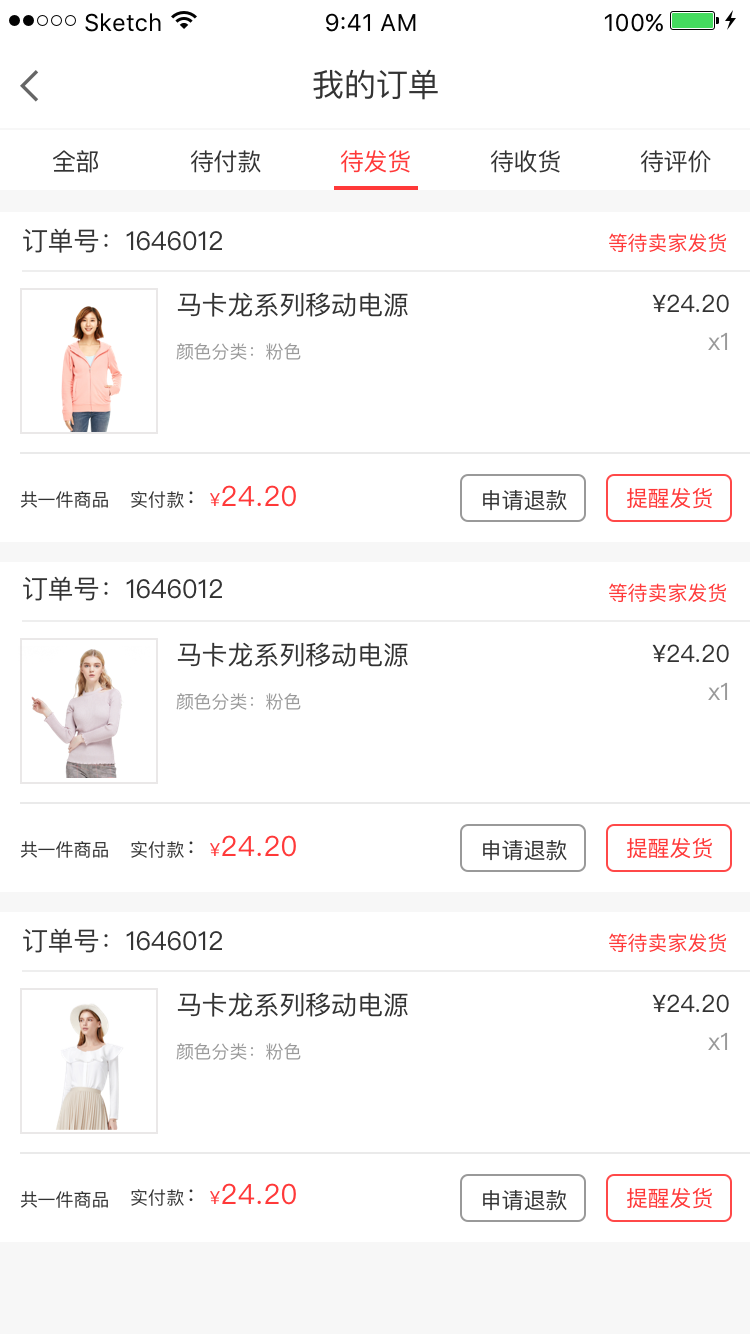 Sketch 9:41 AM 100%
我的订单
全部 待付款 待发货 待收货 待评价
订单号：1646012 等待卖家发货
马卡龙系列移动电源 ¥24.20
颜色分类：粉色 x1
共一件商品 实付款：¥24.20 申请退款 提醒发货
订单号：1646012 等待卖家发货
马卡龙系列移动电源 ¥24.20
颜色分类：粉色 x1
共一件商品 实付款：¥24.20 申请退款 提醒发货
订单号：1646012 等待卖家发货
马卡龙系列移动电源 ¥24.20
颜色分类：粉色 x1
共一件商品 实付款：¥24.20 申请退款 提醒发货